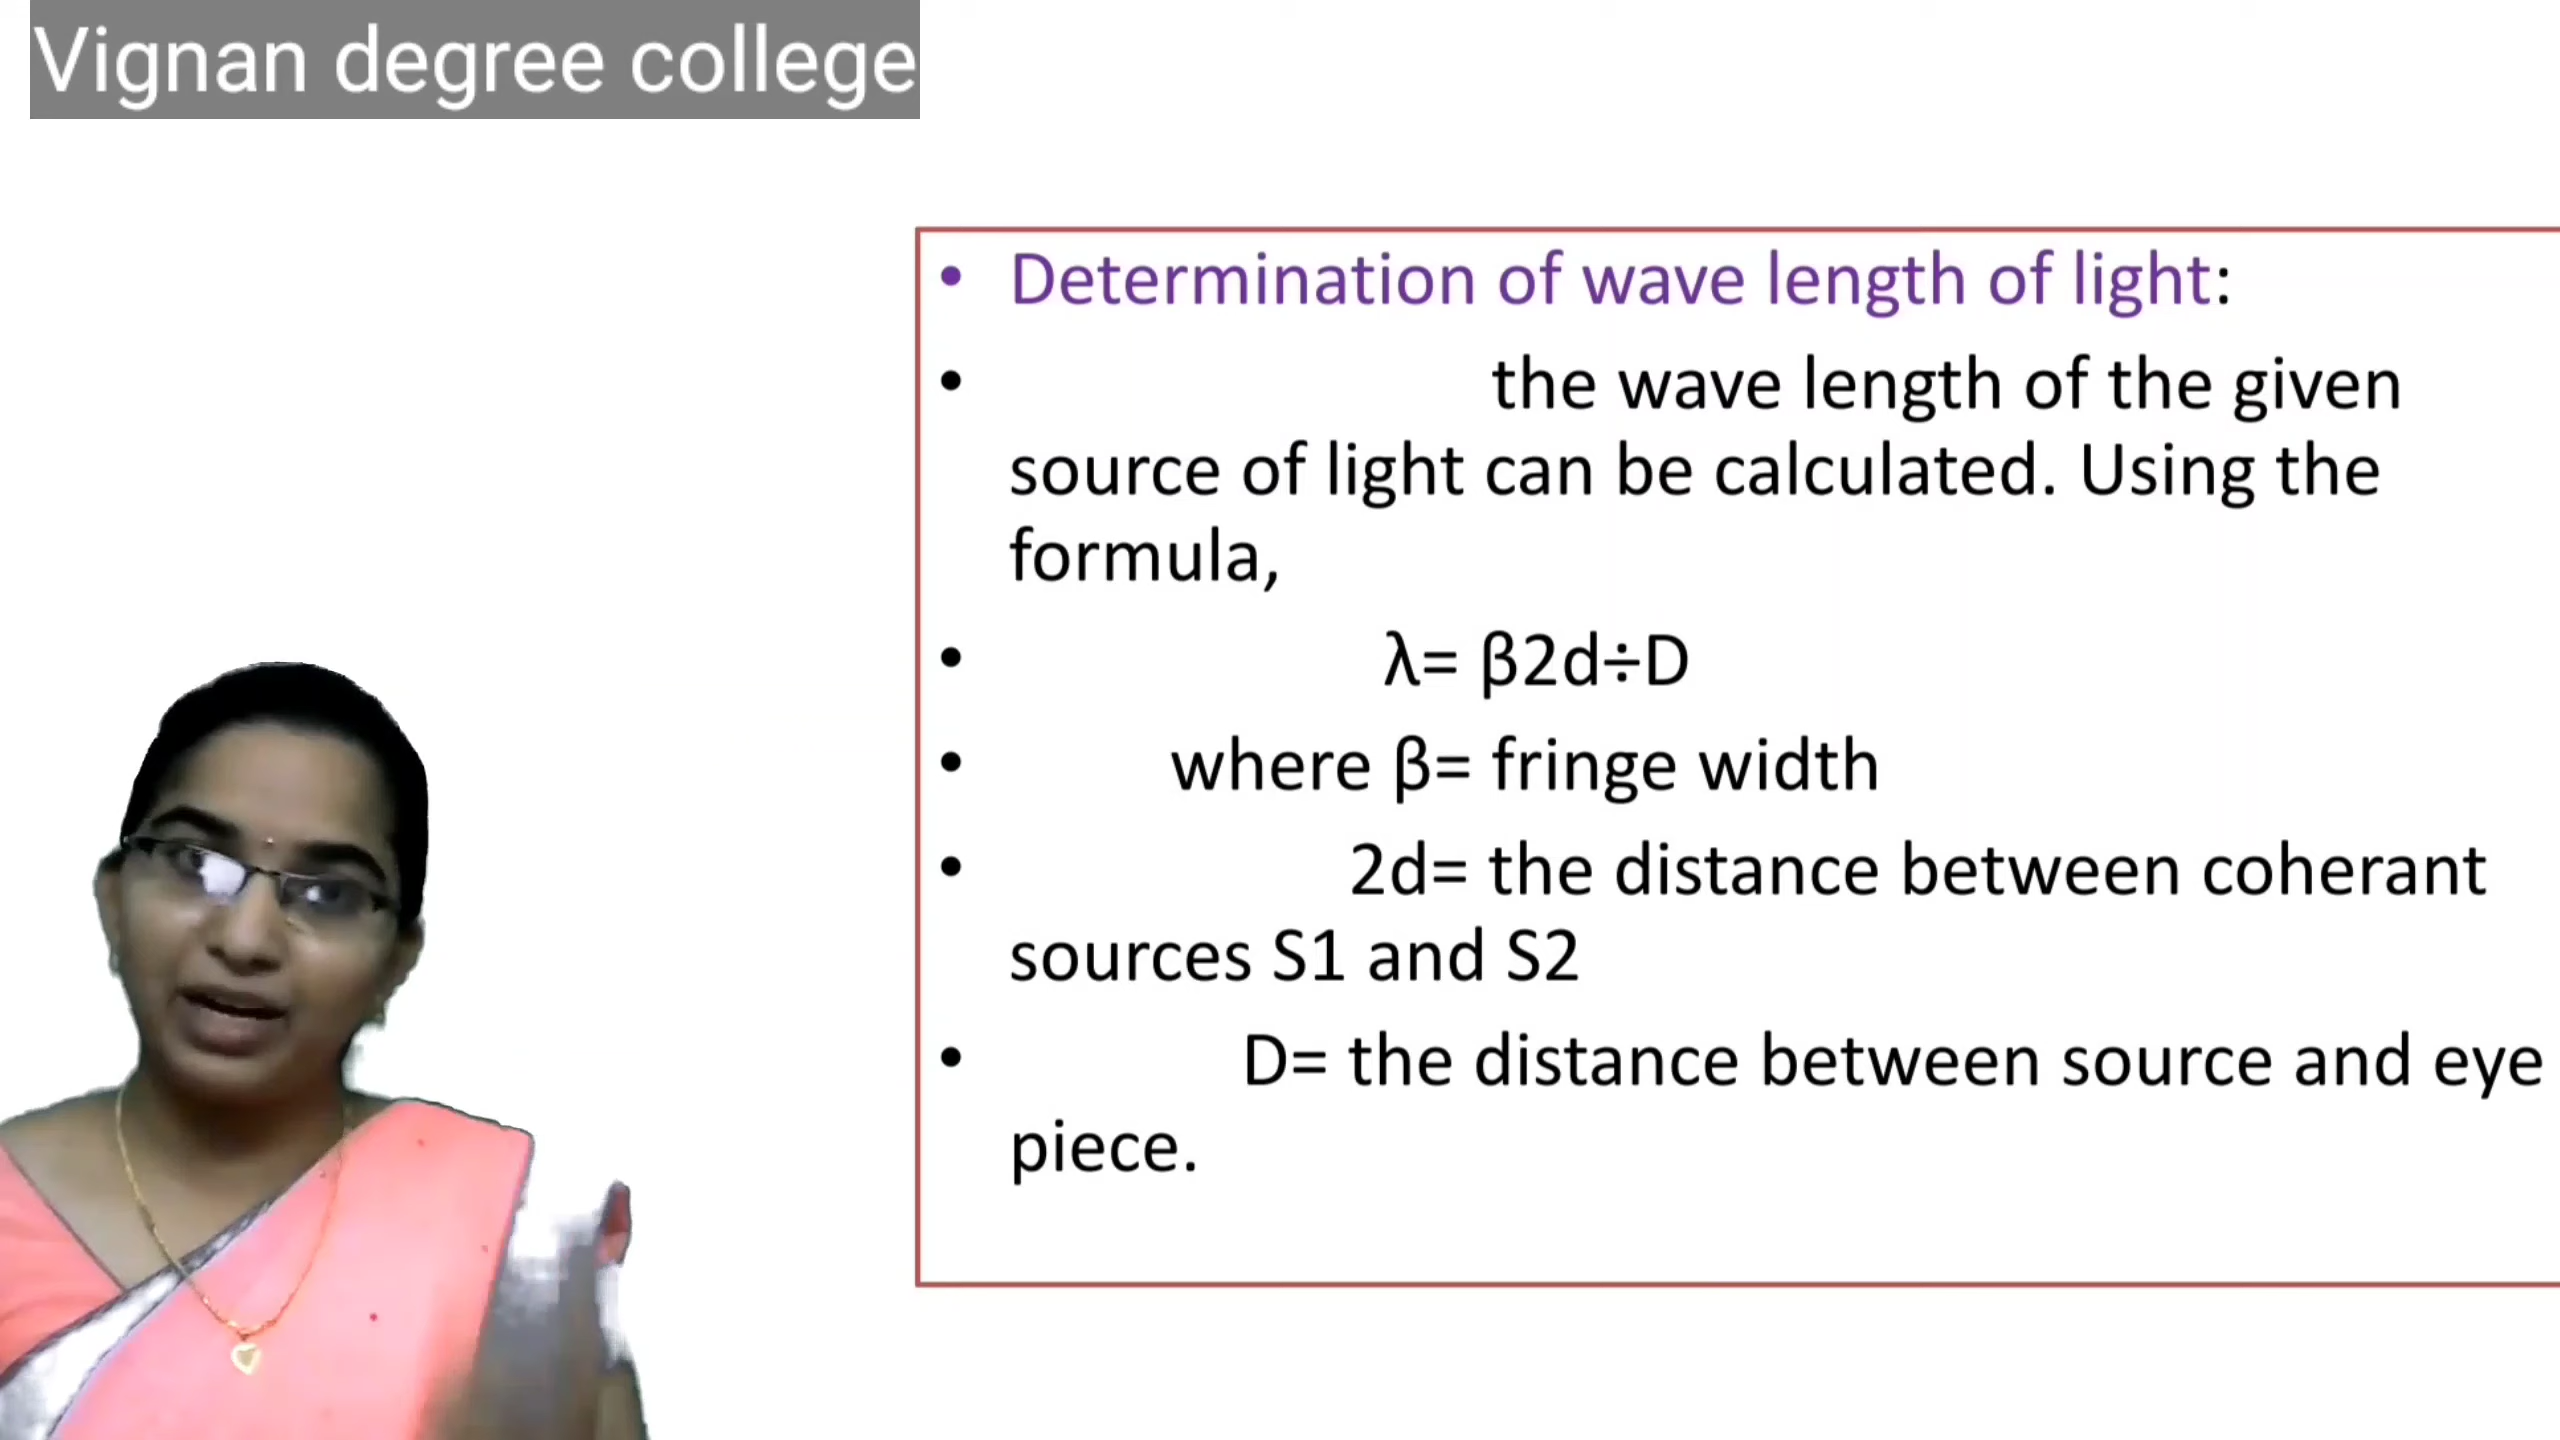 Vignan degree college
• Determination of wave length of light:
• the wave length of the given
source of light can be calculated. Using the
formula,
• λ= β2d÷D
• where β= fringe width
• 2d= the distance between coherant
sources S1 and S2
• D= the distance between source and eye
piece.